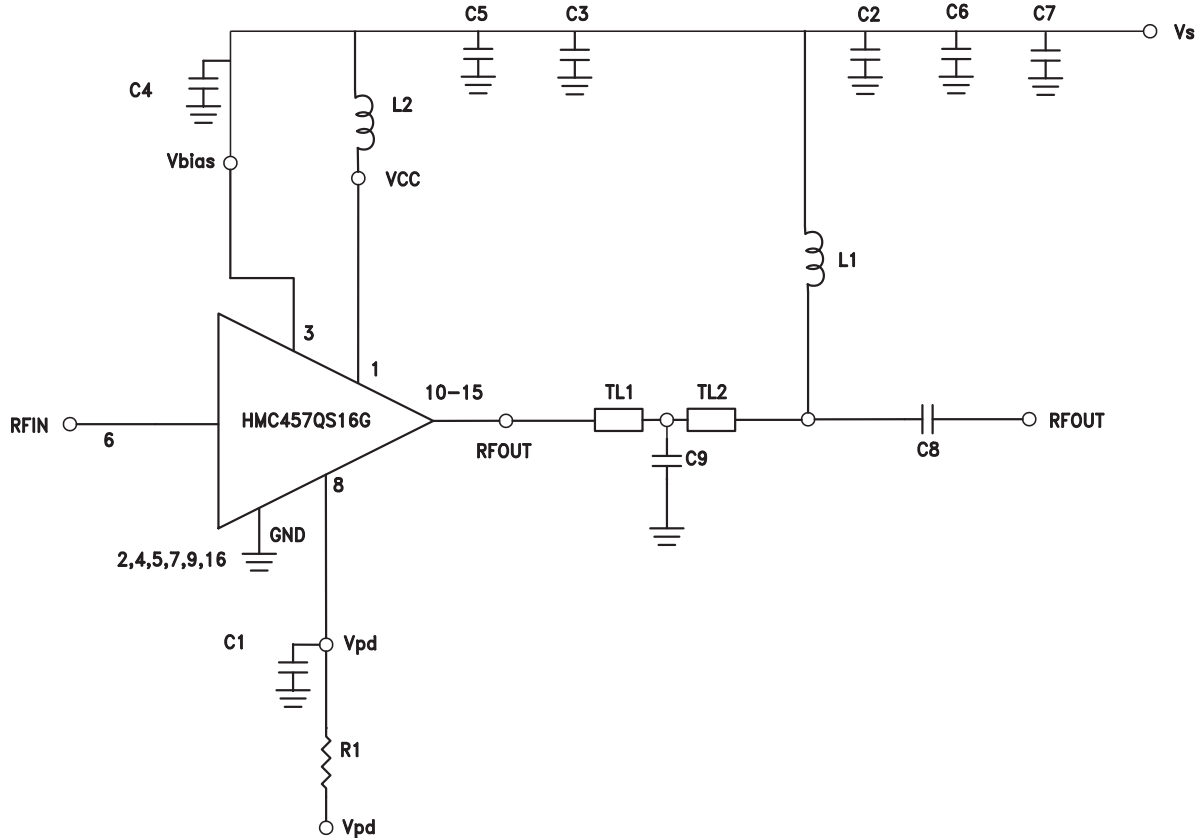 C5
C3
C2
C6
C7
Vs
C4
L2
Vbias
VCC
L1
3
1
10-15
TL1
TL2
RFIN
6
HMC457QS16G
RFOUT
RFOUT
C9
C8
8
GND
2,4,5,7,9,16
C1
Vpd
R1
Vpd